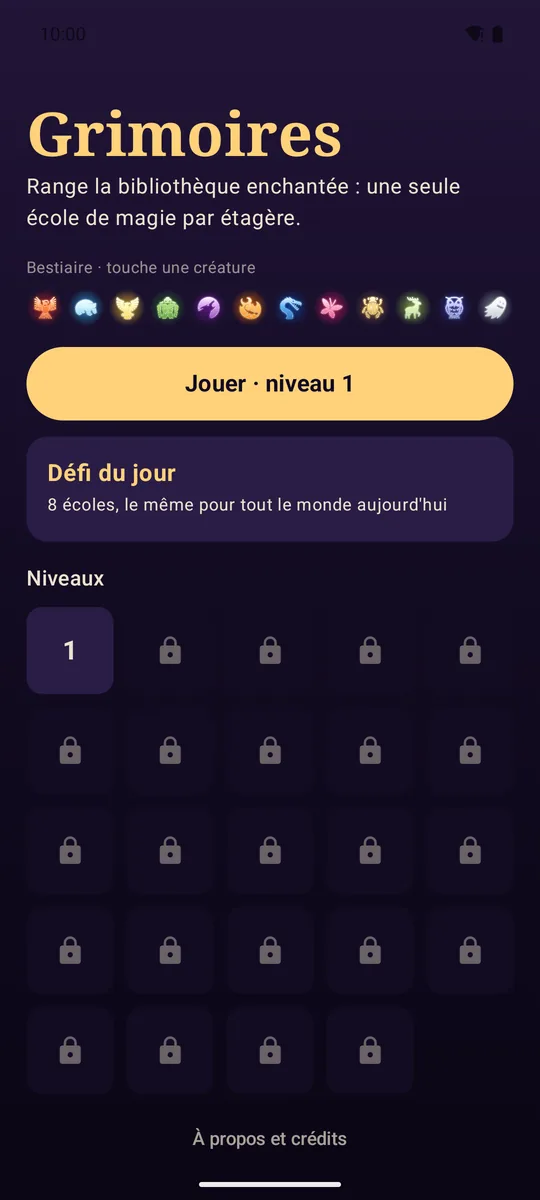 10:00
Grimoires
Range la bibliothèque enchantée : une seule
école de magie par étagère.
Bestiaire · touche une créature
Jouer · niveau 1
Défi du jour
8 écoles, le même pour tout le monde aujourd'hui
Niveaux
1
À propos et crédits